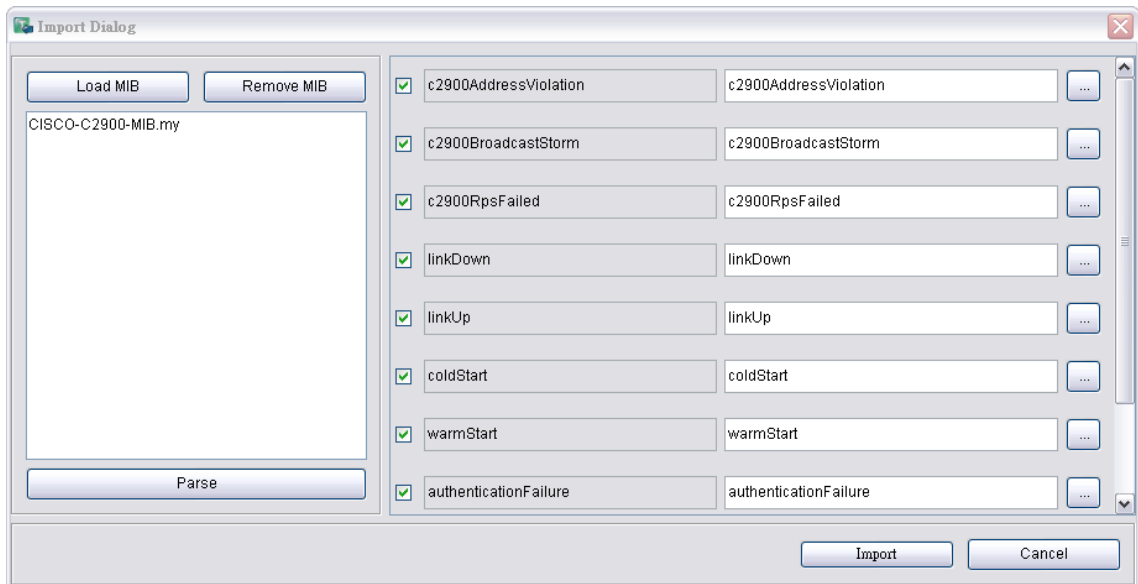 Import Dialog
Load MIB Remove MIB
CISCO-C2900-MIB.my
Parse
c2900AddressViolation c2900AddressViolation ...
c2900BroadcastStorm c2900BroadcastStorm ...
c2900RpsFailed c2900RpsFailed ...
linkDown linkDown ...
linkUp linkUp ...
coldStart coldStart ...
warmStart warmStart ...
authenticationFailure authenticationFailure ...
Import Cancel